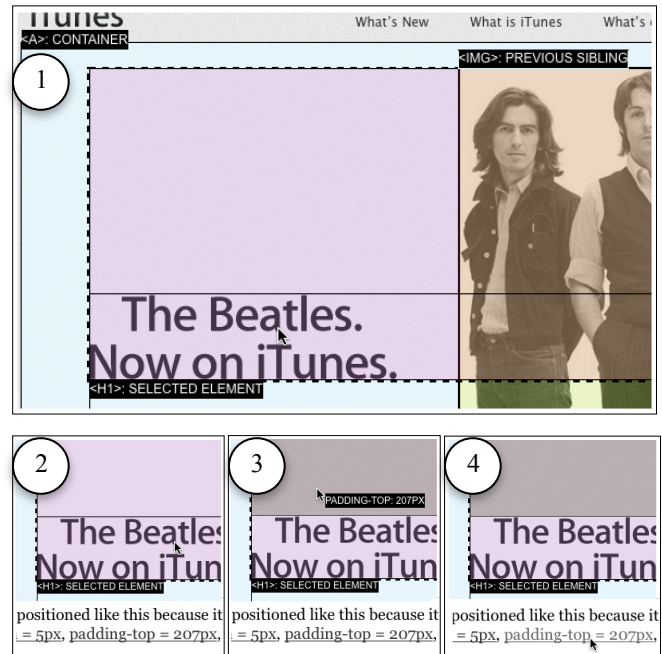 iTunes
What's New What is iTunes What's
<A>: CONTAINER
1
<IMG>: PREVIOUS SIBLING
The Beatles.
Now on iTunes.
<H1>: SELECTED ELEMENT
2
The Beatles
Now on iTun
<H1>: SELECTED ELEMENT
positioned like this because it
= 5px, padding-top = 207px,
3
PADDING-TOP: 207PX
The Beatles
Now on iTun
<H1>: SELECTED ELEMENT
positioned like this because it
= 5px, padding-top = 207px,
4
The Beatles
Now on iTun
<H1>: SELECTED ELEMENT
positioned like this because it
= 5px, padding-top = 207px,